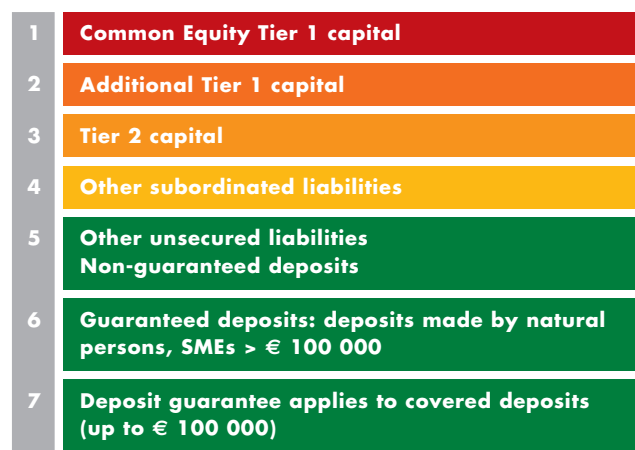 1 Common Equity Tier 1 capital
2 Additional Tier 1 capital
3 Tier 2 capital
4 Other subordinated liabilities
5 Other unsecured liabilities
Non-guaranteed deposits
6 Guaranteed deposits: deposits made by natural
persons, SMEs > € 100 000
7 Deposit guarantee applies to covered deposits
(up to € 100 000)